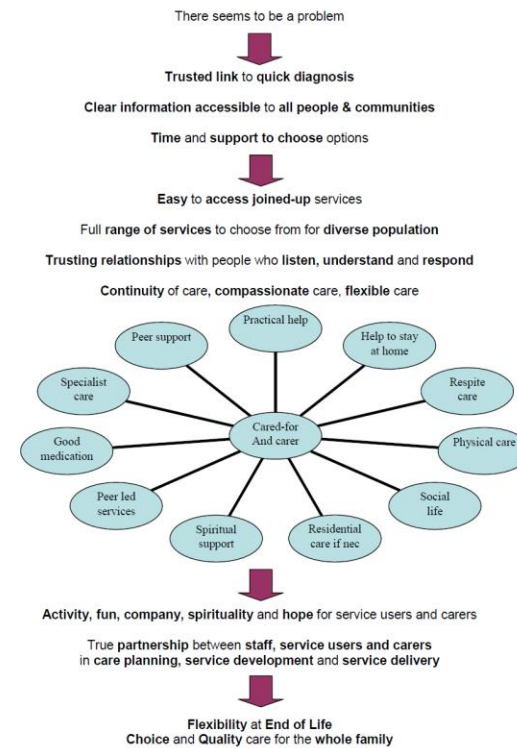 There seems to be a problem
Trusted link to quick diagnosis
Clear information accessible to all people & communities
Time and support to choose options
Easy to access joined-up services
Full range of services to choose from for diverse population
Trusting relationships with people who listen, understand and respond
Continuity of care, compassionate care, flexible care
Practical help
Peer support
Help to stay
at home
Specialist
care
Respite
care
Cared-for
And carer
Good
medication
Physical care
Peer led
services
Social
life
Spiritual
support
Residential
care if nec
Activity, fun, company, spirituality and hope for service users and carers
True partnership between staff, service users and carers
in care planning, service development and service delivery
Flexibility at End of Life
Choice and Quality care for the whole family